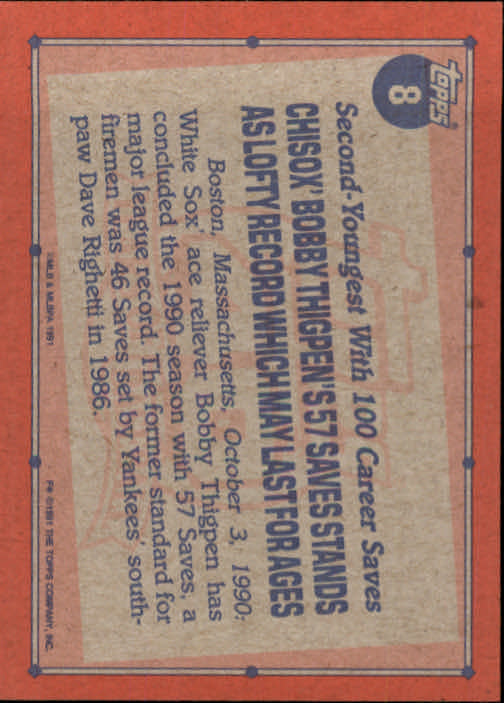 TOPPS
8
Second-Youngest With 100 Career Saves
CHISOX' BOBBY THIGPEN'S 57 SAVES STANDS
AS LOFTY RECORD WHICH MAY LAST FOR AGES
Boston, Massachusetts, October 3, 1990:
White Sox' ace reliever Bobby Thigpen has
concluded the 1990 season with 57 Saves, a
major league record. The former standard for
firemen was 46 Saves set by Yankees' south-
paw Dave Righetti in 1986.
©MLB & MLBPA 1991
F* ©1991 THE TOPPS COMPANY, INC.